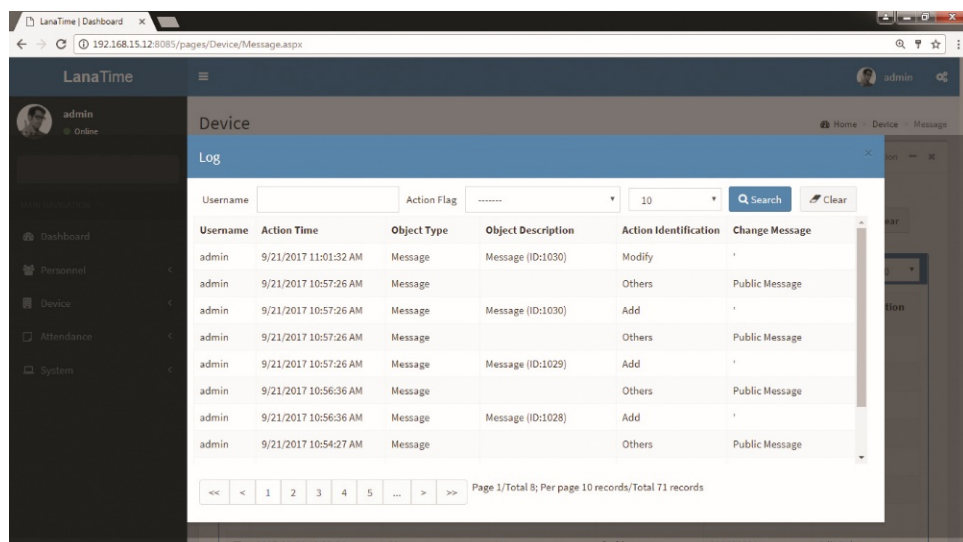 LanaTime | Dashboard
192.168.15.12:8085/pages/Device/Message.aspx
LanaTime
admin
admin
Online
Device
Home Device Message
Log
Username Action Flag ------- 10 Search Clear
Username Action Time Object Type Object Description Action Identification Change Message
admin 9/21/2017 11:01:32 AM Message Message (ID:1030) Modify '
admin 9/21/2017 10:57:26 AM Message Others Public Message
admin 9/21/2017 10:57:26 AM Message Message (ID:1030) Add '
admin 9/21/2017 10:57:26 AM Message Others Public Message
admin 9/21/2017 10:57:26 AM Message Message (ID:1029) Add '
admin 9/21/2017 10:56:36 AM Message Others Public Message
admin 9/21/2017 10:56:36 AM Message Message (ID:1028) Add '
admin 9/21/2017 10:54:27 AM Message Others Public Message
<< < 1 2 3 4 5 ... > >> Page 1/Total 8; Per page 10 records/Total 71 records
Dashboard
Personnel
Device
Attendance
System